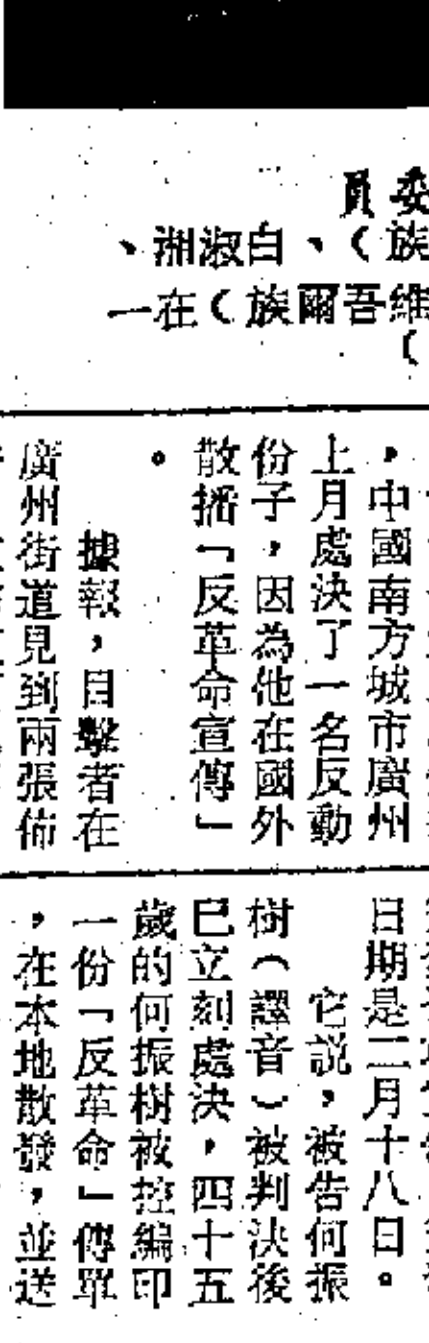 委員
族）、白淑湘、
維吾爾族）在一
）
，中國南方城市廣州
上月處決了一名反動
份子，因為他在國外
散播「反革命宣傳」
。
據報，目擊者在
廣州街道見到兩張佈
日期是二月十八日。
它説，被告何振
樹（譯音）被判決後
已立刻處決，四十五
歲的何振樹被控編印
一份「反革命」傳單
，在本地散發，並送